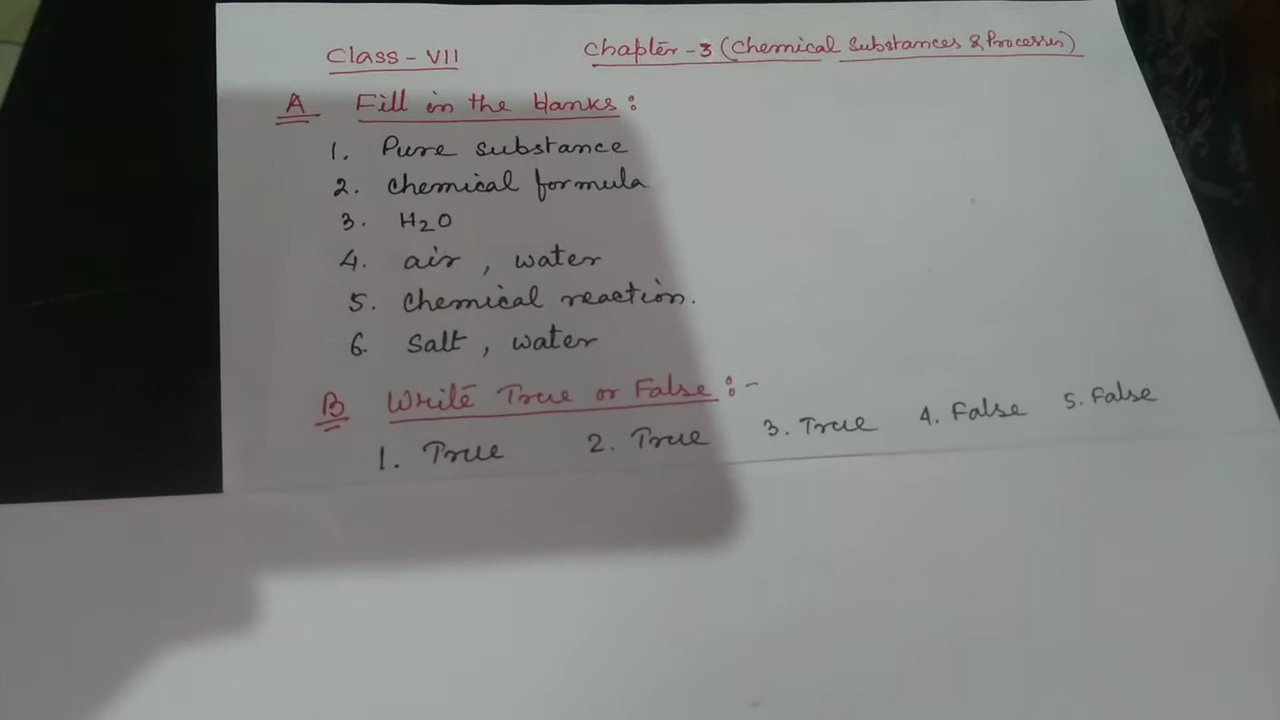 Class - VII Chapter - 3 (Chemical Substances & Processes)
A Fill in the blanks :
1. Pure substance
2. Chemical formula
3. H₂O
4. air , water
5. Chemical reaction.
6. Salt , water
B Write True or False :-
1. True 2. True 3. True 4. False 5. False